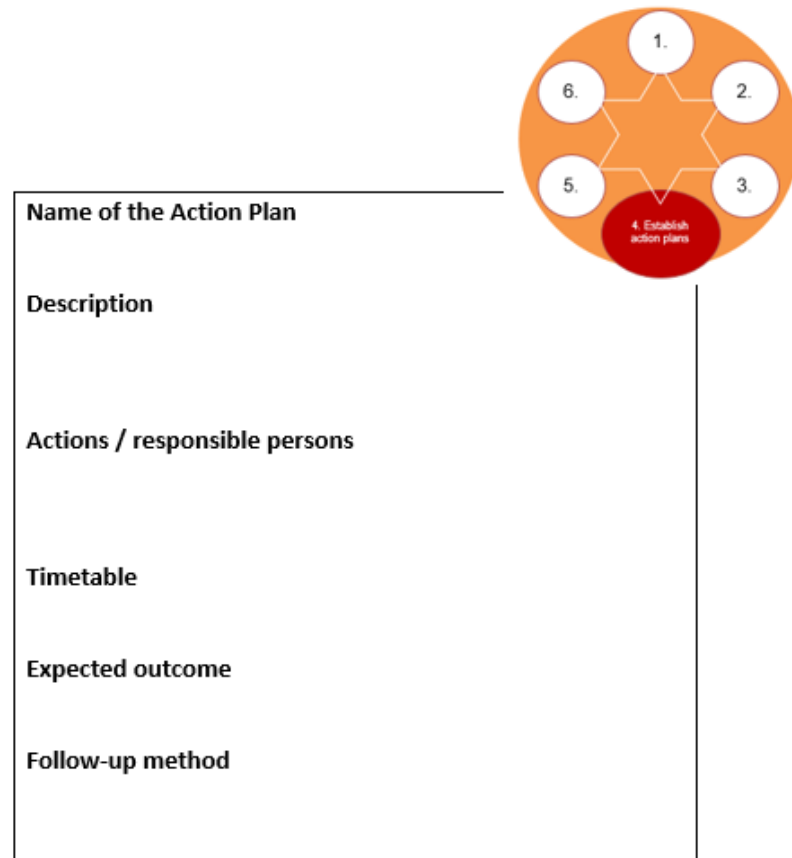 1.
6.
2.
5.
3.
4. Establish
action plans
Name of the Action Plan
Description
Actions / responsible persons
Timetable
Expected outcome
Follow-up method